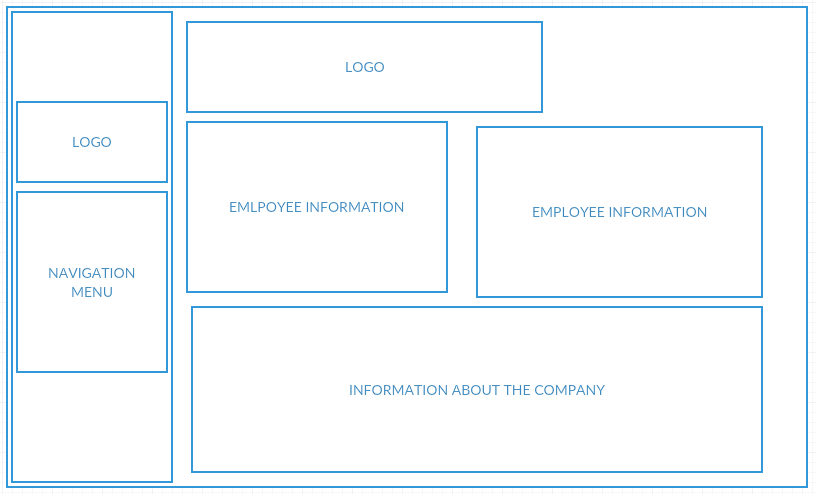 LOGO
LOGO
NAVIGATION
MENU
EMLPOYEE INFORMATION
EMPLOYEE INFORMATION
INFORMATION ABOUT THE COMPANY